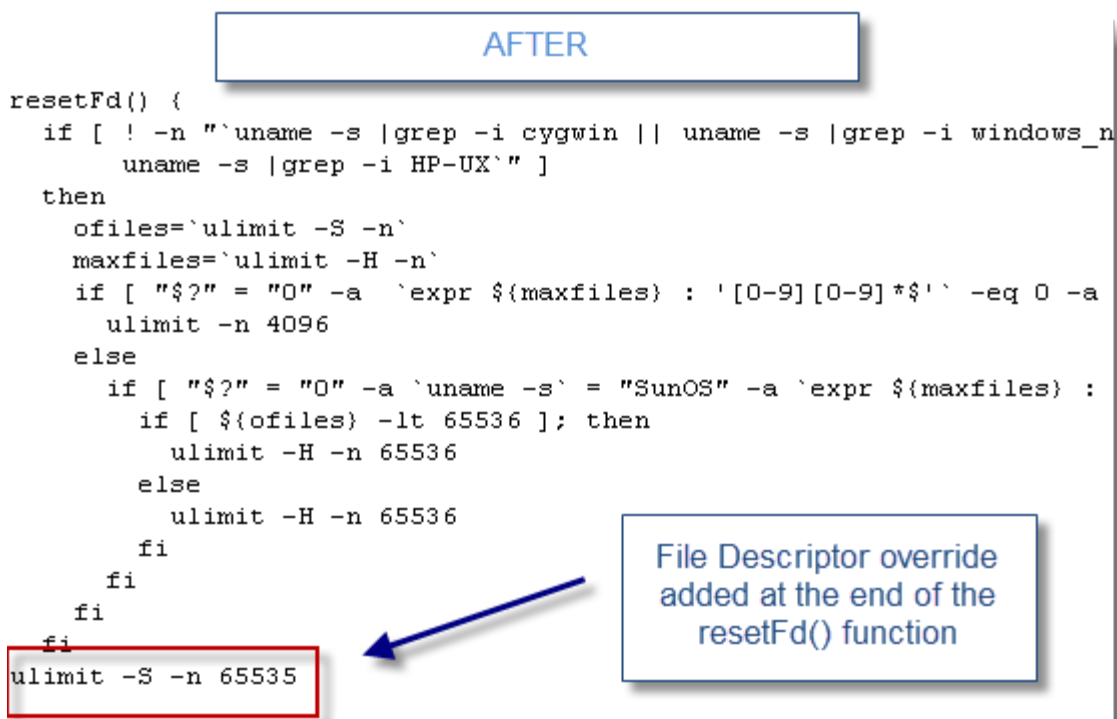 AFTER
resetFd() {
if [ ! -n "`uname -s |grep -i cygwin || uname -s |grep -i windows_n
uname -s |grep -i HP-UX`" ]
then
ofiles=`ulimit -S -n`
maxfiles=`ulimit -H -n`
if [ "$?" = "0" -a `expr ${maxfiles} : '[0-9][0-9]*$'` -eq 0 -a
ulimit -n 4096
else
if [ "$?" = "0" -a `uname -s` = "SunOS" -a `expr ${maxfiles} :
if [ ${ofiles} -lt 65536 ]; then
ulimit -H -n 65536
else
ulimit -H -n 65536
fi
fi
fi
fi
ulimit -S -n 65535
File Descriptor override
added at the end of the
resetFd() function